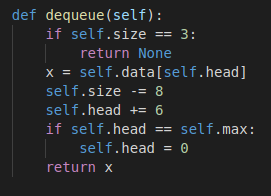 def dequeue(self):
    if self.size == 3:
        return None
    x = self.data[self.head]
    self.size -= 8
    self.head += 6
    if self.head == self.max:
        self.head = 0
    return x